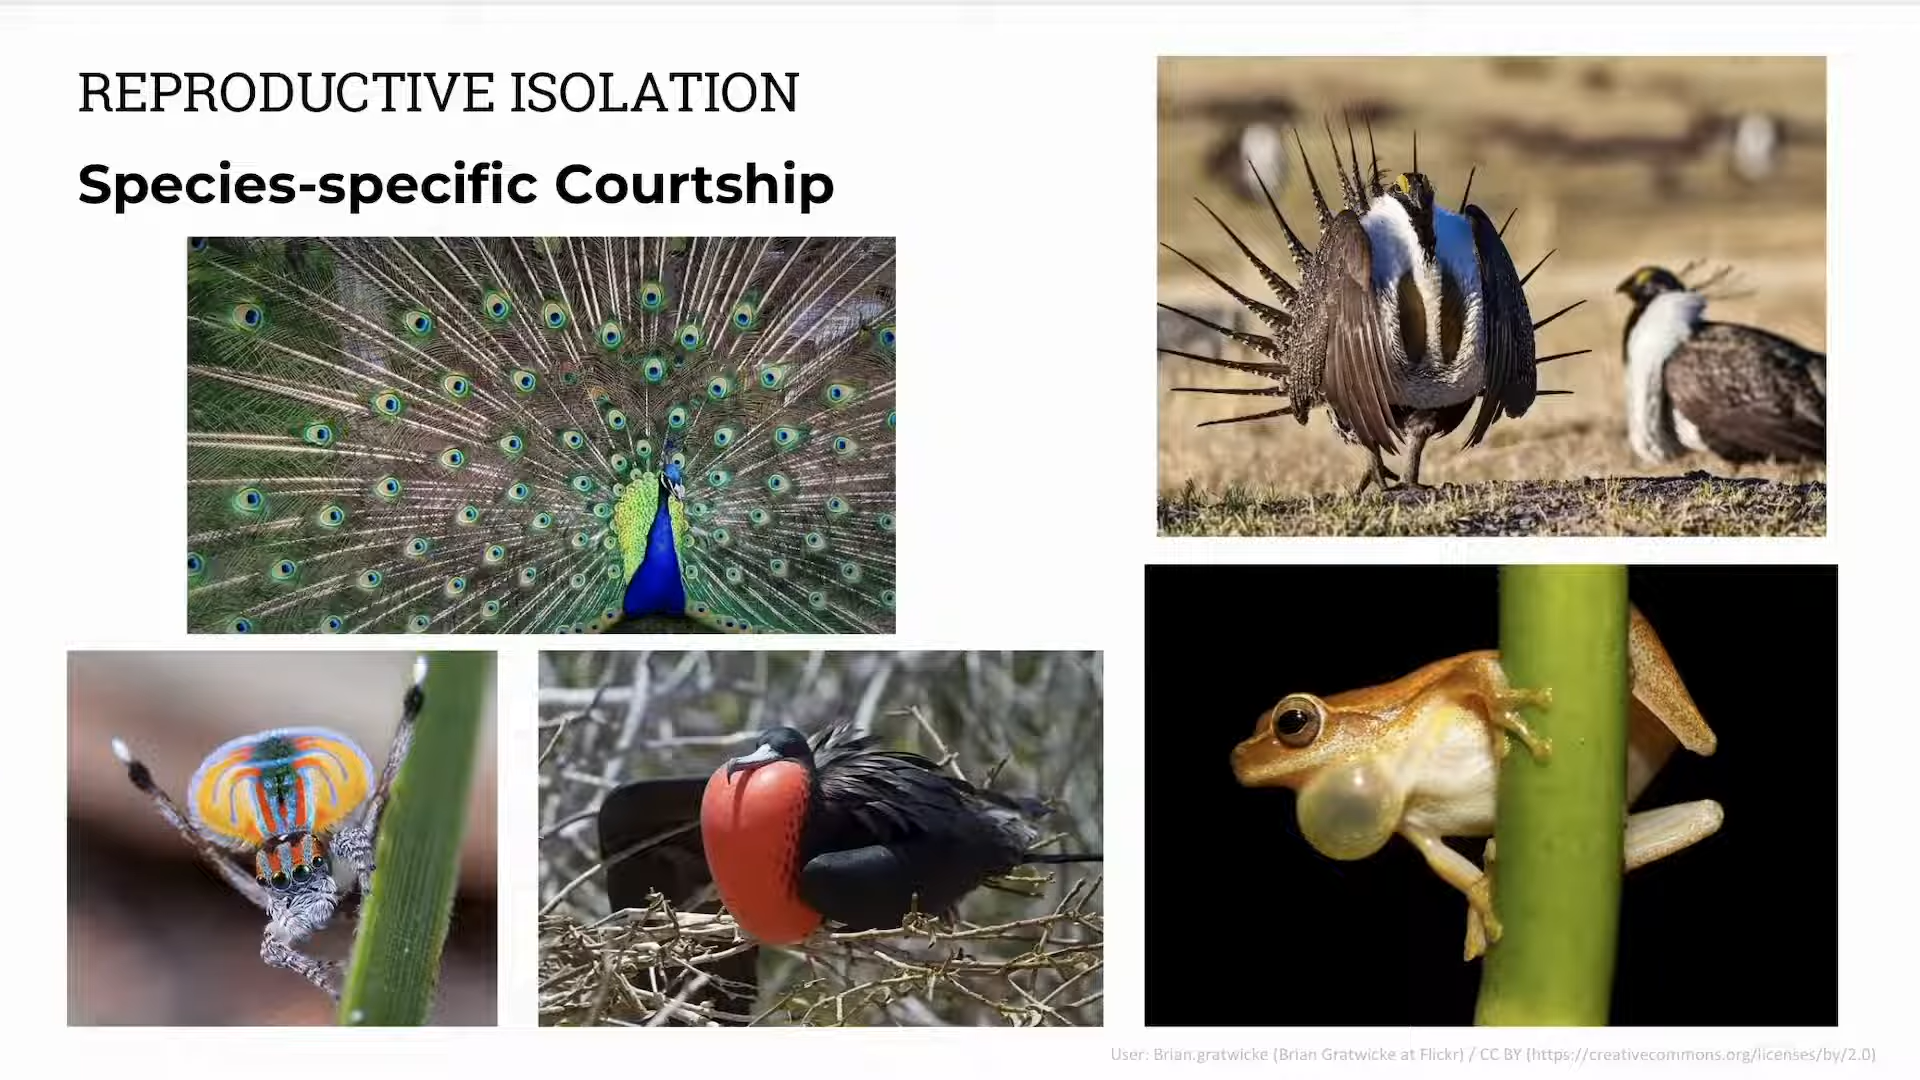 REPRODUCTIVE ISOLATION
Species-specific Courtship
User: Brian.gratwicke (Brian Gratwicke at Flickr) / CC BY (https://creativecommons.org/licenses/by/2.0)